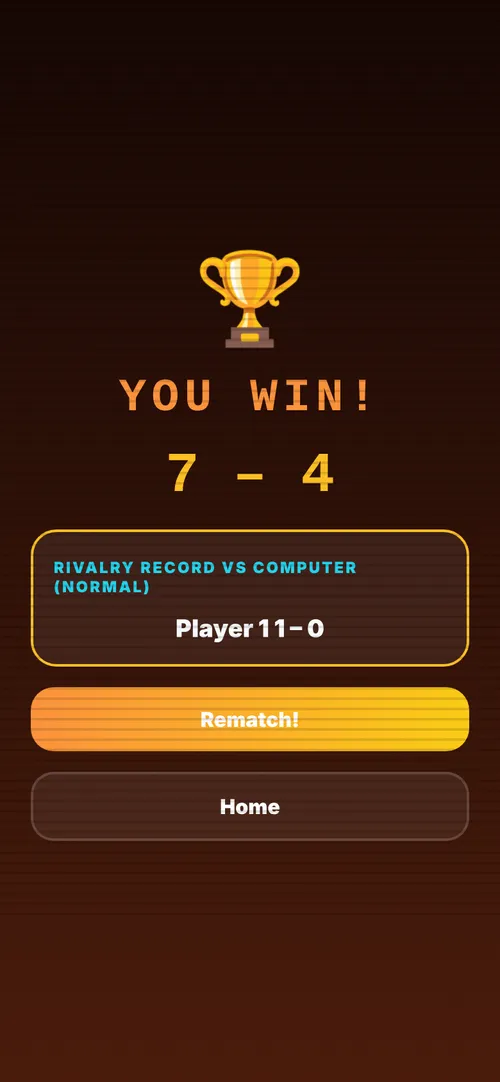 YOU WIN!
7 – 4
RIVALRY RECORD VS COMPUTER
(NORMAL)
Player 11–0
Rematch!
Home